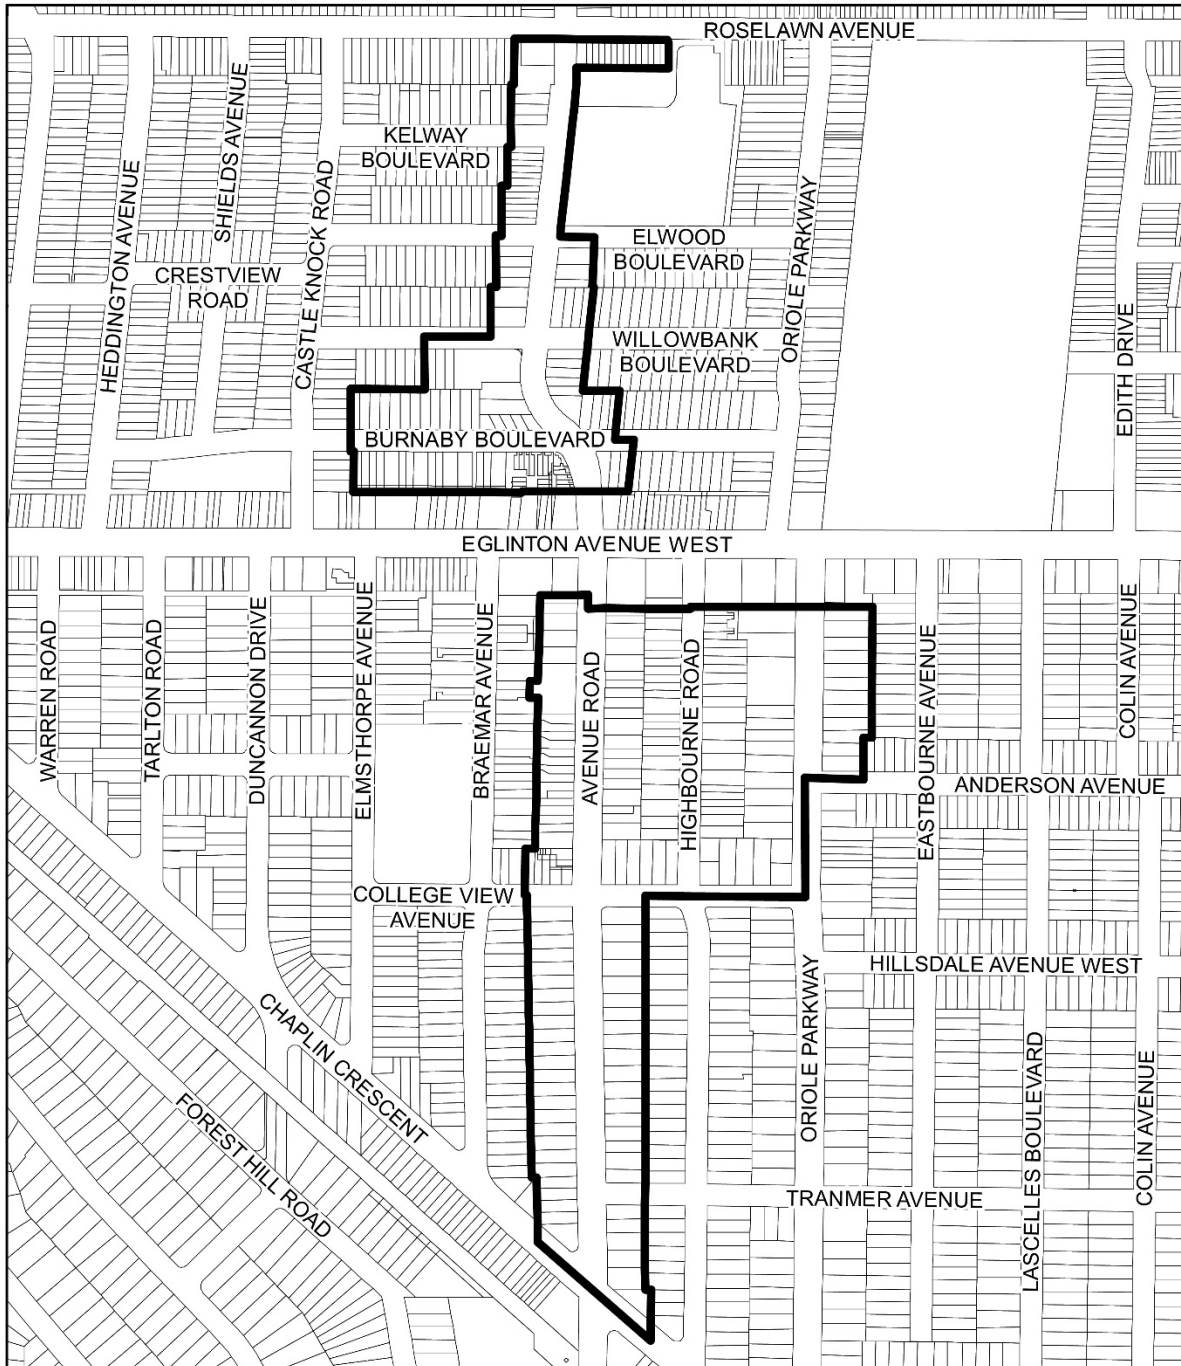 ROSELAWN AVENUE
KELWAY
BOULEVARD
SHIELDS AVENUE
HEDDINGTON AVENUE
CASTLE KNOCK ROAD
ORIOLE PARKWAY
ELWOOD
BOULEVARD
CRESTVIEW
ROAD
WILLOWBANK
BOULEVARD
EDITH DRIVE
BURNABY BOULEVARD
EGLINTON AVENUE WEST
WARREN ROAD
TARLTON ROAD
DUNCANNON DRIVE
ELMSTHORPE AVENUE
BRAEMAR AVENUE
AVENUE ROAD
HIGHBOURNE ROAD
EASTBOURNE AVENUE
COLIN AVENUE
ANDERSON AVENUE
COLLEGE VIEW
AVENUE
HILLSDALE AVENUE WEST
CHAPLIN CRESCENT
FOREST HILL ROAD
ORIOLE PARKWAY
LASCELLES BOULEVARD
COLIN AVENUE
TRANMER AVENUE